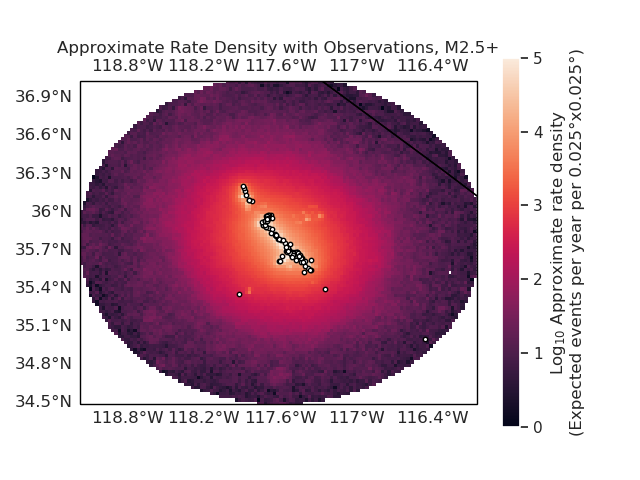 Approximate Rate Density with Observations, M2.5+
118.8°W 118.2°W 117.6°W 117°W 116.4°W
36.9°N
36.6°N
36.3°N
36°N
35.7°N
35.4°N
35.1°N
34.8°N
34.5°N
118.8°W 118.2°W 117.6°W 117°W 116.4°W
5
4
3
2
1
0
Log₁₀ Approximate rate density
(Expected events per year per 0.025°x0.025°)